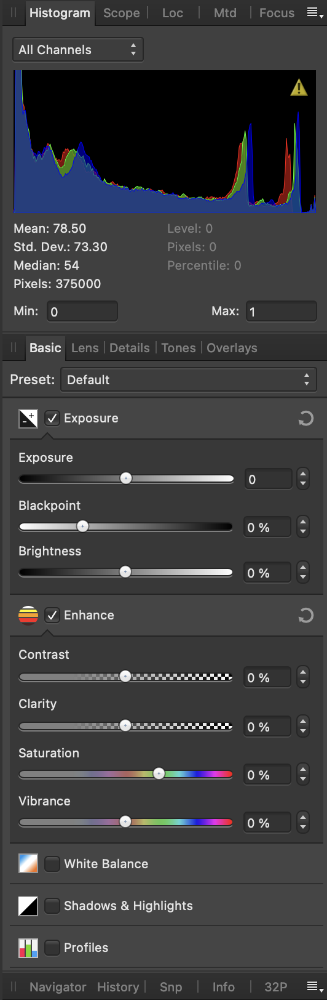 Histogram Scope Loc Mtd Focus
All Channels
Mean: 78.50 Level: 0
Std. Dev.: 73.30 Pixels: 0
Median: 54 Percentile: 0
Pixels: 375000
Min: 0 Max: 1
Basic Lens Details Tones Overlays
Preset: Default
Exposure
Exposure
0
Blackpoint
0 %
Brightness
0 %
Enhance
Contrast
0 %
Clarity
0 %
Saturation
0 %
Vibrance
0 %
White Balance
Shadows & Highlights
Profiles
Navigator History Snp Info 32P